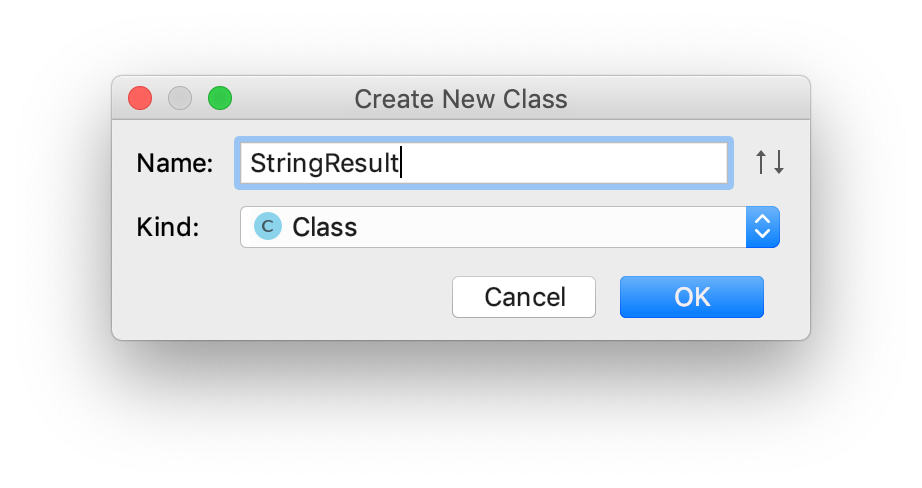 Create New Class
Name: StringResult
Kind: C Class
Cancel OK